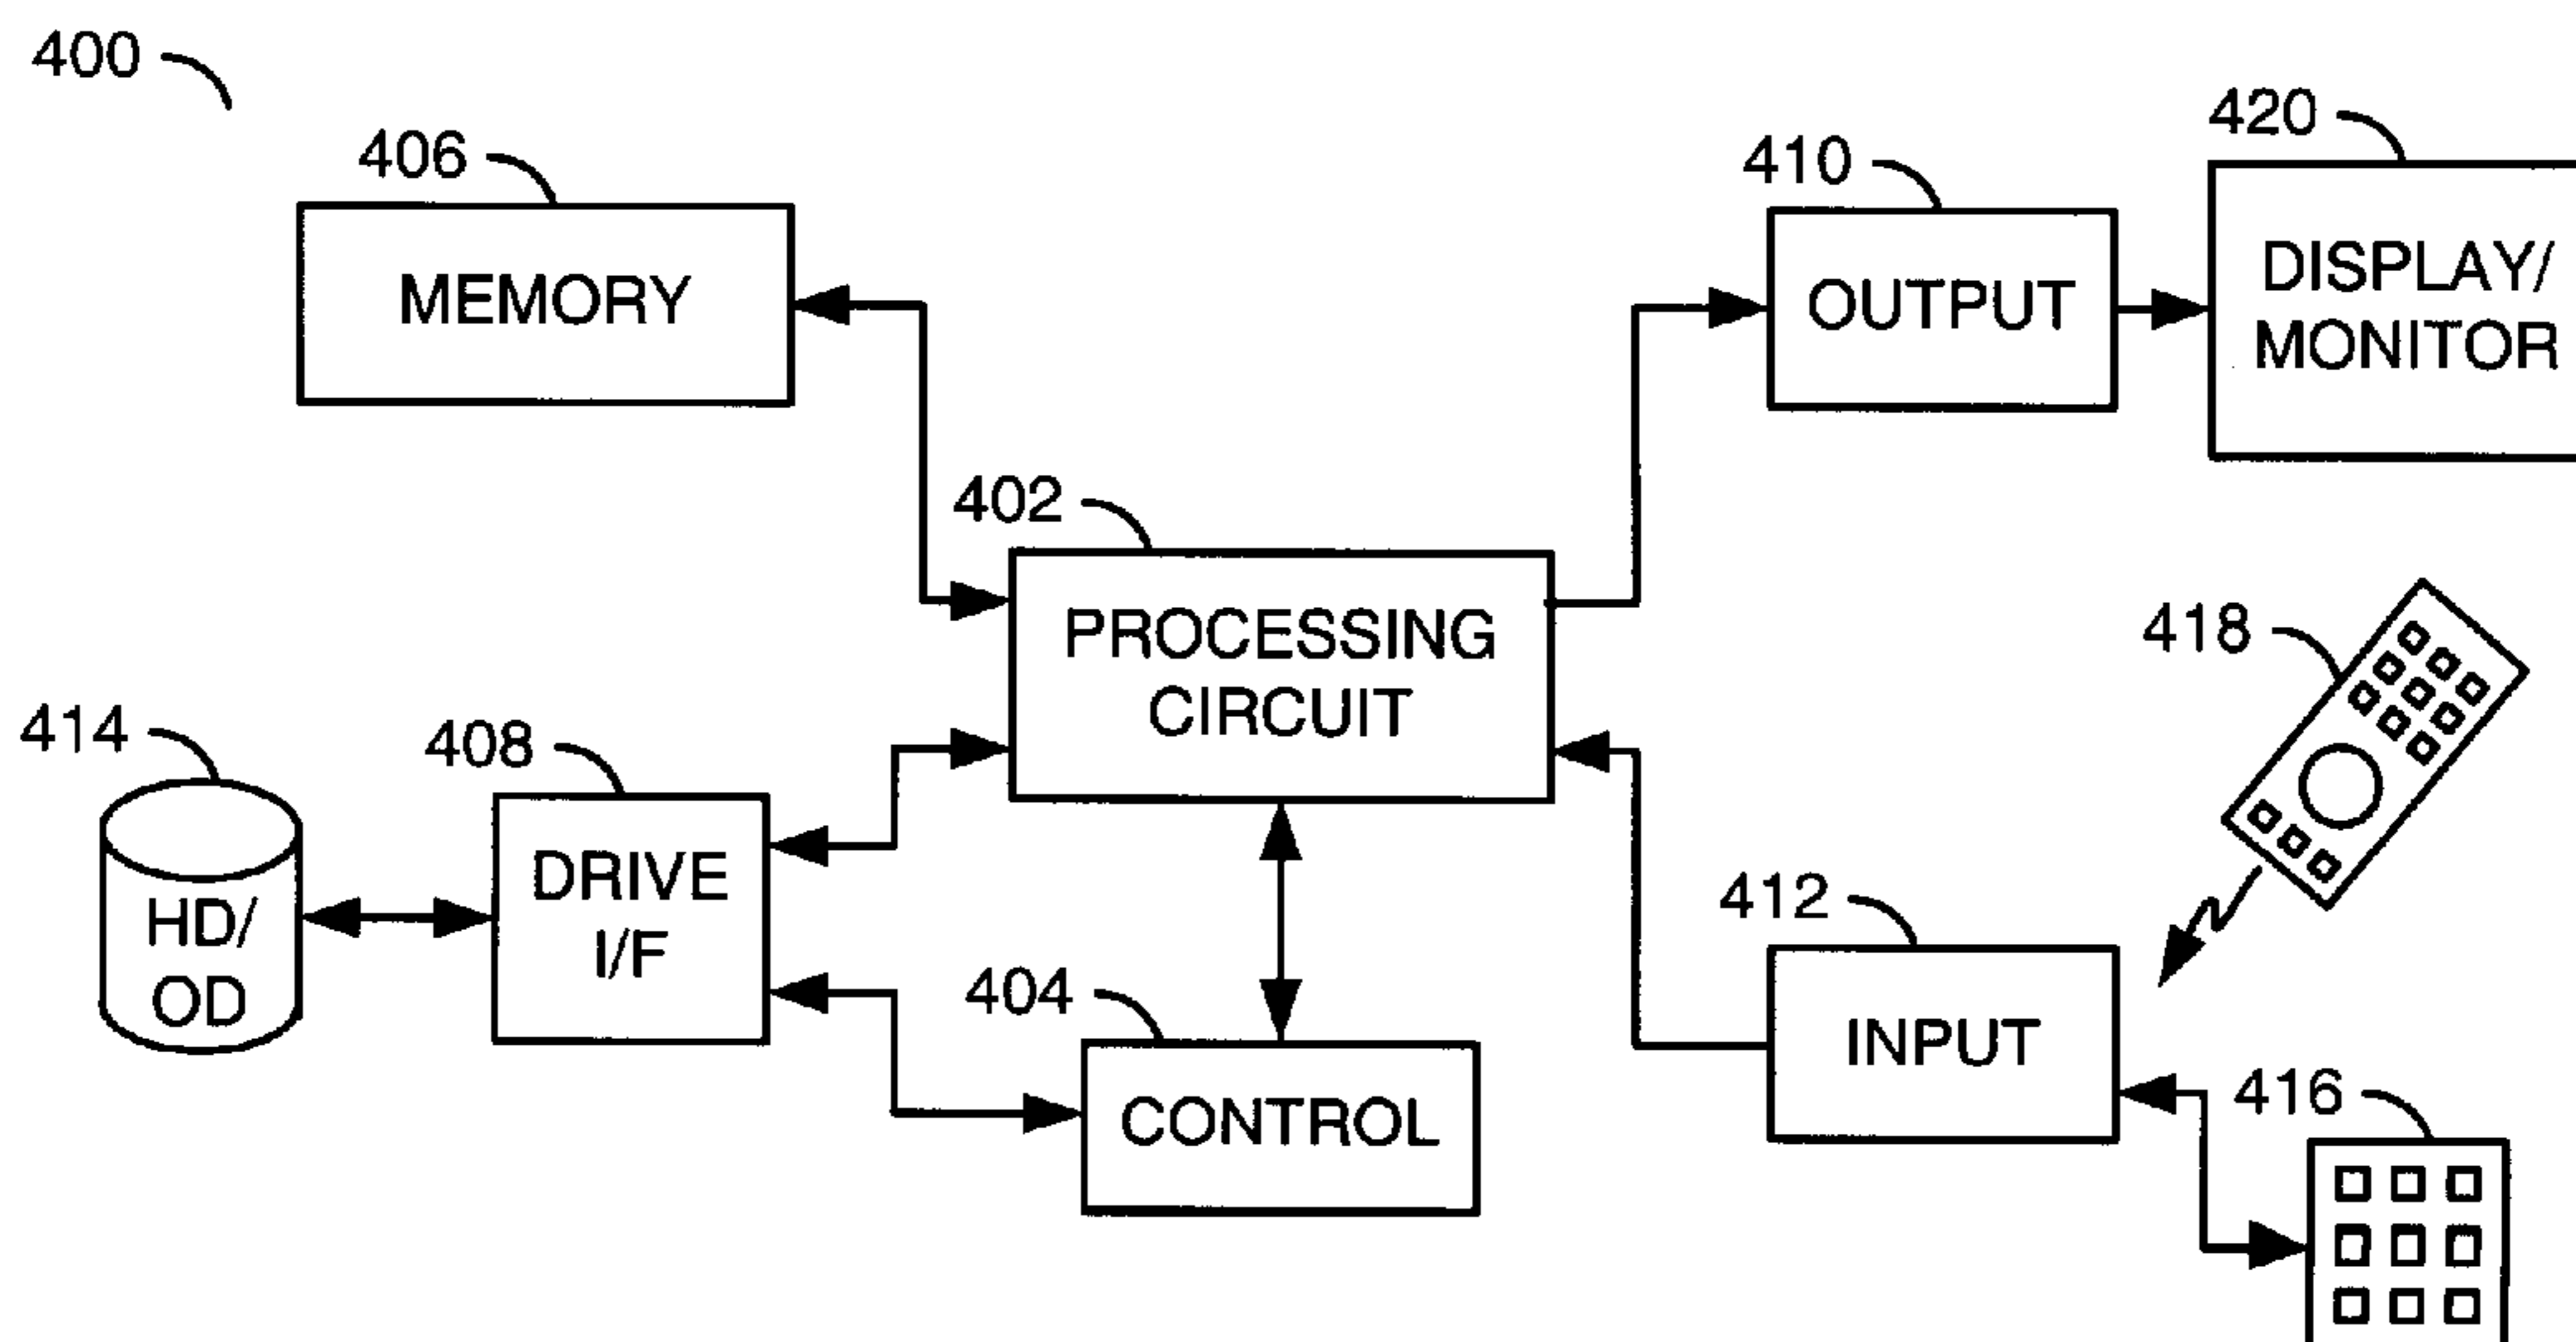 400
406
MEMORY
410
OUTPUT
420
DISPLAY/
MONITOR
402
PROCESSING
CIRCUIT
418
414
HD/
OD
408
DRIVE
I/F
404
CONTROL
412
INPUT
416